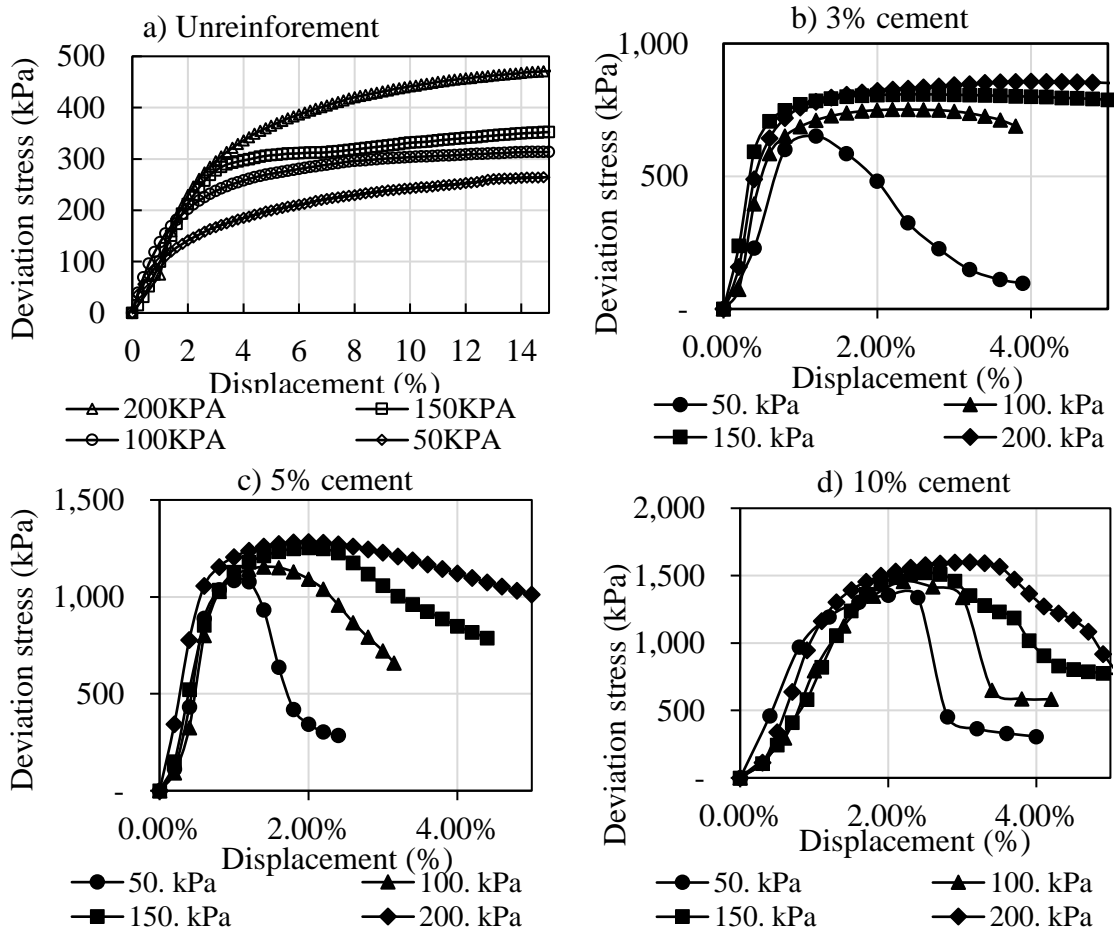 a) Unreinforcement
Deviation stress (kPa)
500
400
300
200
100
0
0 2 4 6 8 10 12 14
Displacement (%)
200KPA 150KPA
100KPA 50KPA
b) 3% cement
Deviation stress (kPa)
1,000
500
-
0.00% 2.00% 4.00%
Displacement (%)
50. kPa 100. kPa
150. kPa 200. kPa
c) 5% cement
Deviation stress (kPa)
1,500
1,000
500
-
0.00% 2.00% 4.00%
Displacement (%)
50. kPa 100. kPa
150. kPa 200. kPa
d) 10% cement
Deviation stress (kPa)
2,000
1,500
1,000
500
-
0.00% 2.00% 4.00%
Displacement (%)
50. kPa 100. kPa
150. kPa 200. kPa